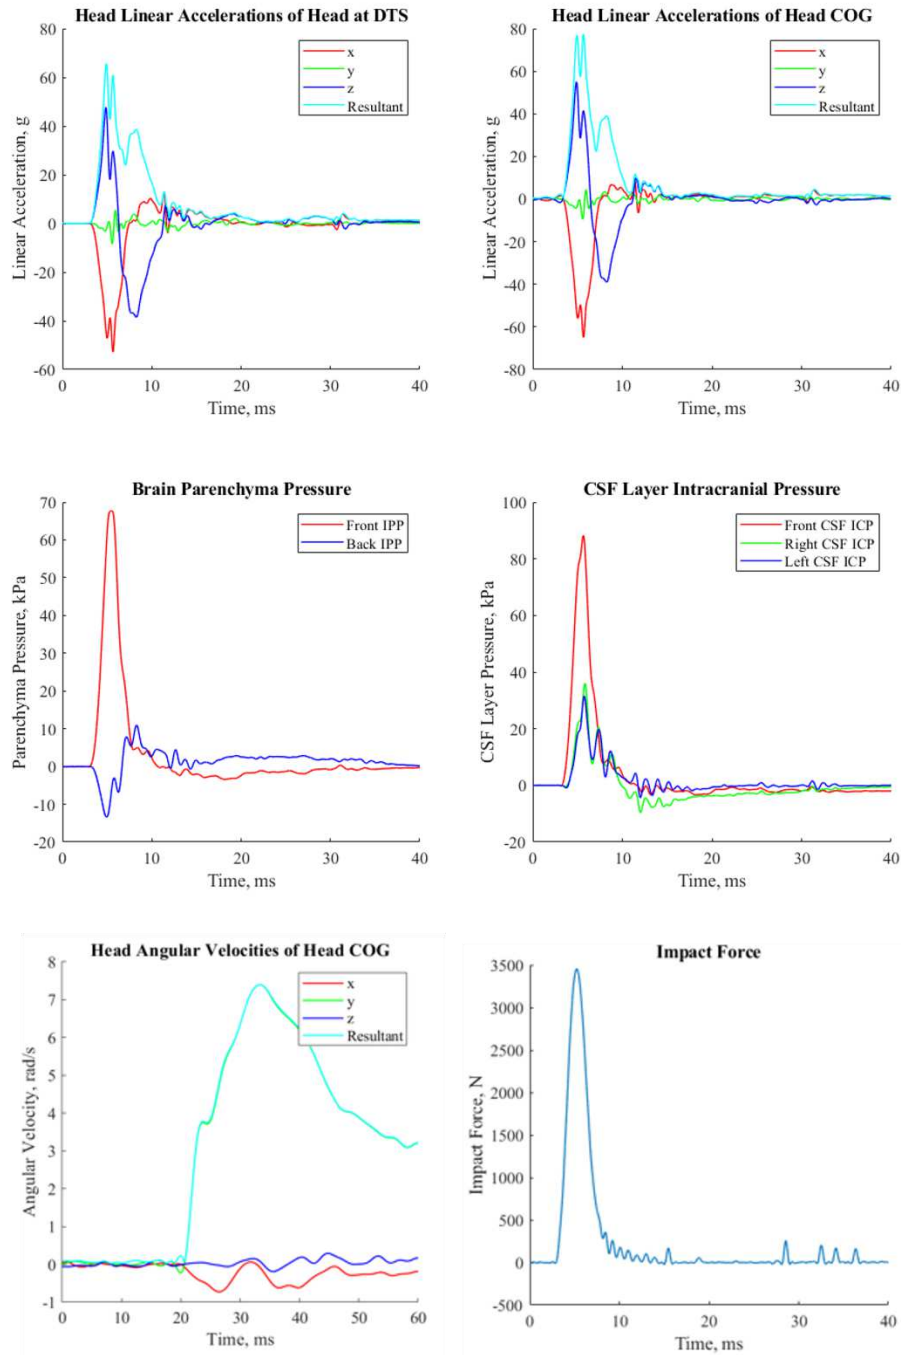 Head Linear Accelerations of Head at DTS
80
60
40
20
0
-20
-40
-60
Linear Acceleration, g
x
y
z
Resultant
0 10 20 30 40
Time, ms
Head Linear Accelerations of Head COG
80
60
40
20
0
-20
-40
-60
-80
Linear Acceleration, g
x
y
z
Resultant
0 10 20 30 40
Time, ms
Brain Parenchyma Pressure
70
60
50
40
30
20
10
0
-10
-20
Parenchyma Pressure, kPa
Front IPP
Back IPP
0 10 20 30 40
Time, ms
CSF Layer Intracranial Pressure
100
80
60
40
20
0
-20
CSF Layer Pressure, kPa
Front CSF ICP
Right CSF ICP
Left CSF ICP
0 10 20 30 40
Time, ms
Head Angular Velocities of Head COG
8
7
6
5
4
3
2
1
0
-1
Angular Velocity, rad/s
x
y
z
Resultant
0 10 20 30 40 50 60
Time, ms
Impact Force
3500
3000
2500
2000
1500
1000
500
0
-500
Impact Force, N
0 10 20 30 40
Time, ms